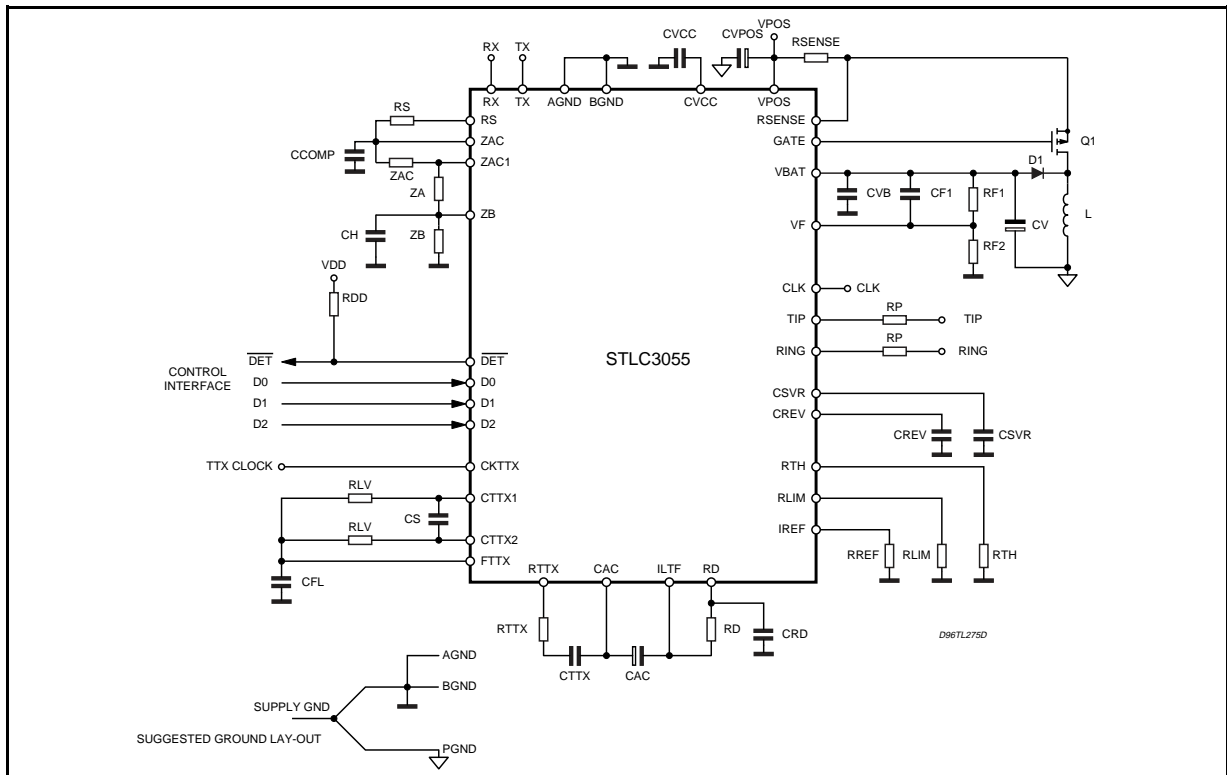 VPOS
RX TX CVCC CVPOS RSENSE
RX TX AGND BGND CVCC VPOS
RS RS RSENSE
ZAC GATE Q1
CCOMP ZAC ZAC1 VBAT D1
ZA CVB CF1 RF1 L
ZB VF CV
CH ZB RF2
VDD
RDD CLK CLK
TIP RP TIP
STLC3055
DET DET RING RP RING
CONTROL
INTERFACE
D0 D0 CSVR
D1 D1 CREV
D2 D2 CREV CSVR
TTX CLOCK CKTTX RTH
RLV CTTX1 RLIM
CS
RLV CTTX2 IREF
FTTX RREF RLIM RTH
CFL RTTX CAC ILTF RD
RTTX RD CRD
D96TL275D
CTTX CAC
AGND
BGND
SUPPLY GND
SUGGESTED GROUND LAY-OUT
PGND